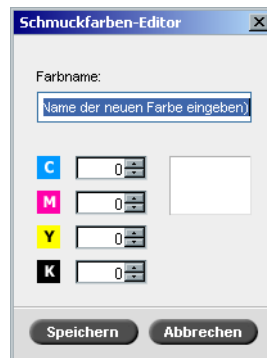 Schmuckfarben-Editor
Farbname:
Name der neuen Farbe eingeben)
C 0
M 0
Y 0
K 0
Speichern Abbrechen